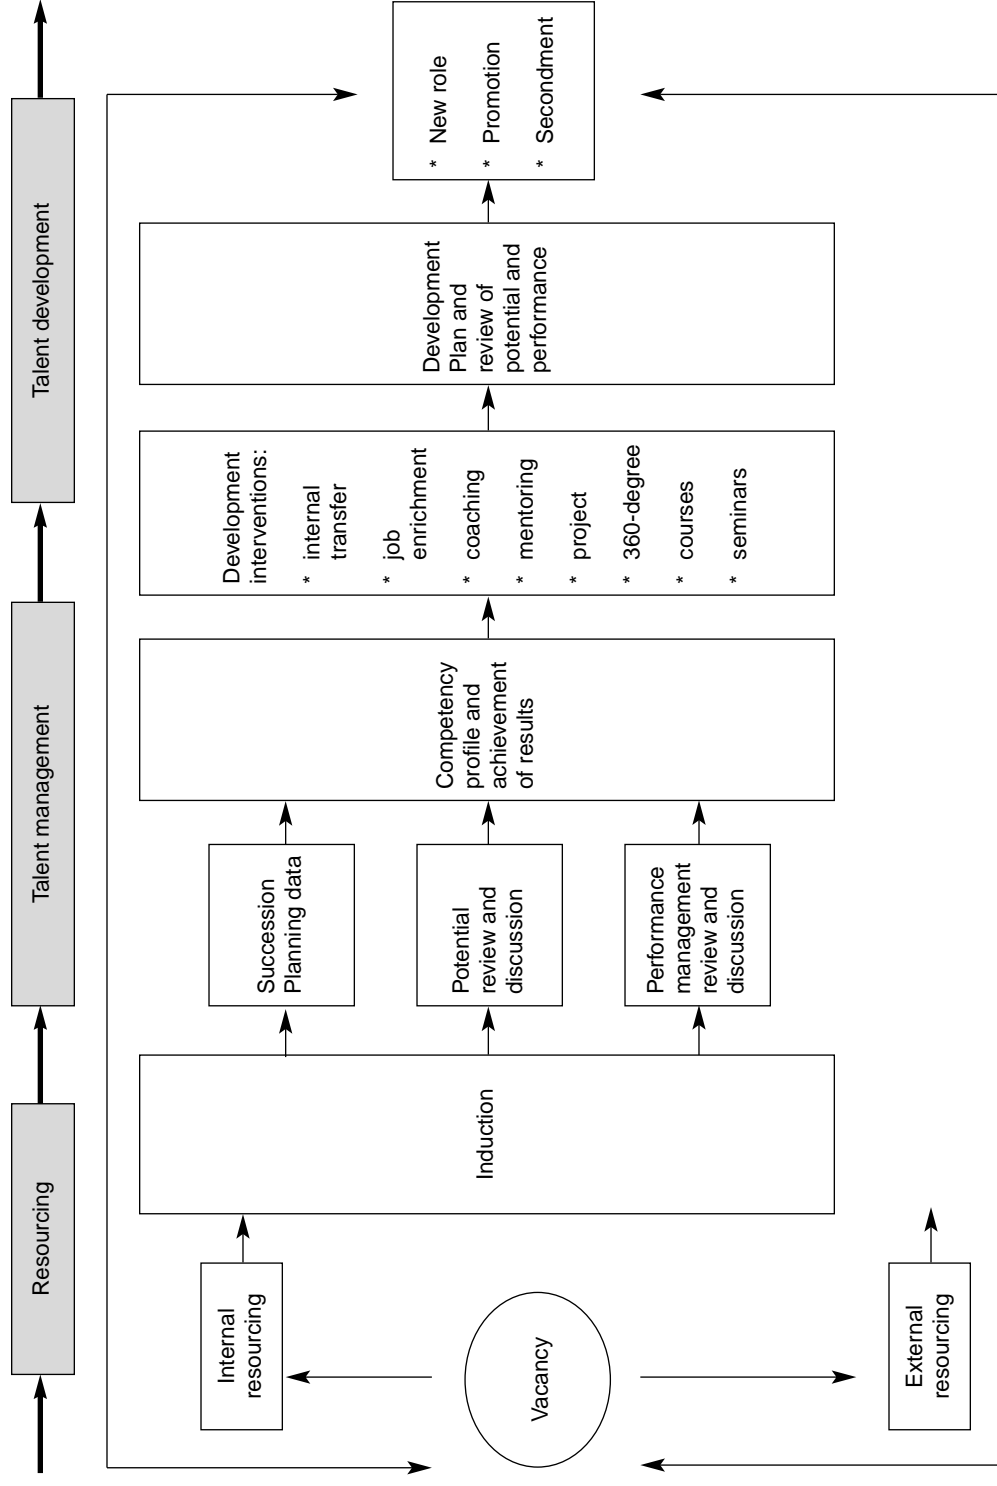 Resourcing
Talent management
Talent development
Vacancy
Internal
resourcing
External
resourcing
Induction
Succession
Planning data
Potential
review and
discussion
Performance
management
review and
discussion
Competency
profile and
achievement
of results
Development
interventions:
* internal
transfer
* job
enrichment
* coaching
* mentoring
* project
* 360-degree
* courses
* seminars
Development
Plan and
review of
potential and
performance
* New role
* Promotion
* Secondment